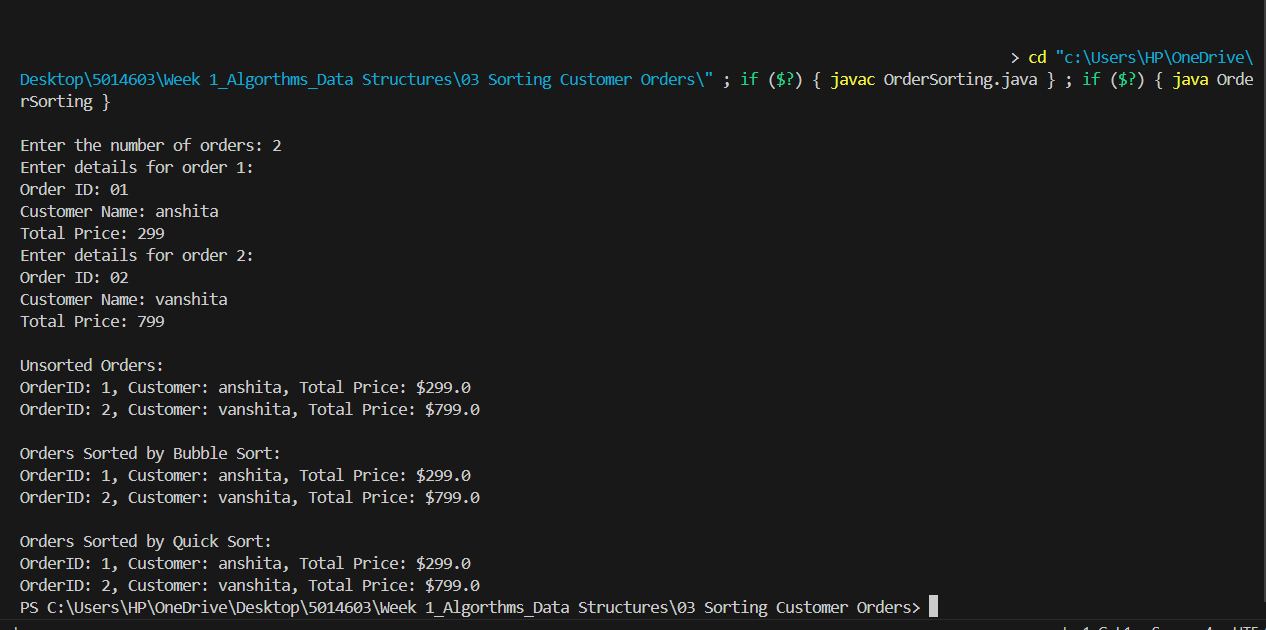 > cd "c:\Users\HP\OneDrive\
Desktop\5014603\Week 1_Algorthms_Data Structures\03 Sorting Customer Orders\" ; if ($?) { javac OrderSorting.java } ; if ($?) { java Orde
rSorting }
Enter the number of orders: 2
Enter details for order 1:
Order ID: 01
Customer Name: anshita
Total Price: 299
Enter details for order 2:
Order ID: 02
Customer Name: vanshita
Total Price: 799
Unsorted Orders:
OrderID: 1, Customer: anshita, Total Price: $299.0
OrderID: 2, Customer: vanshita, Total Price: $799.0
Orders Sorted by Bubble Sort:
OrderID: 1, Customer: anshita, Total Price: $299.0
OrderID: 2, Customer: vanshita, Total Price: $799.0
Orders Sorted by Quick Sort:
OrderID: 1, Customer: anshita, Total Price: $299.0
OrderID: 2, Customer: vanshita, Total Price: $799.0
PS C:\Users\HP\OneDrive\Desktop\5014603\Week 1_Algorthms_Data Structures\03 Sorting Customer Orders>